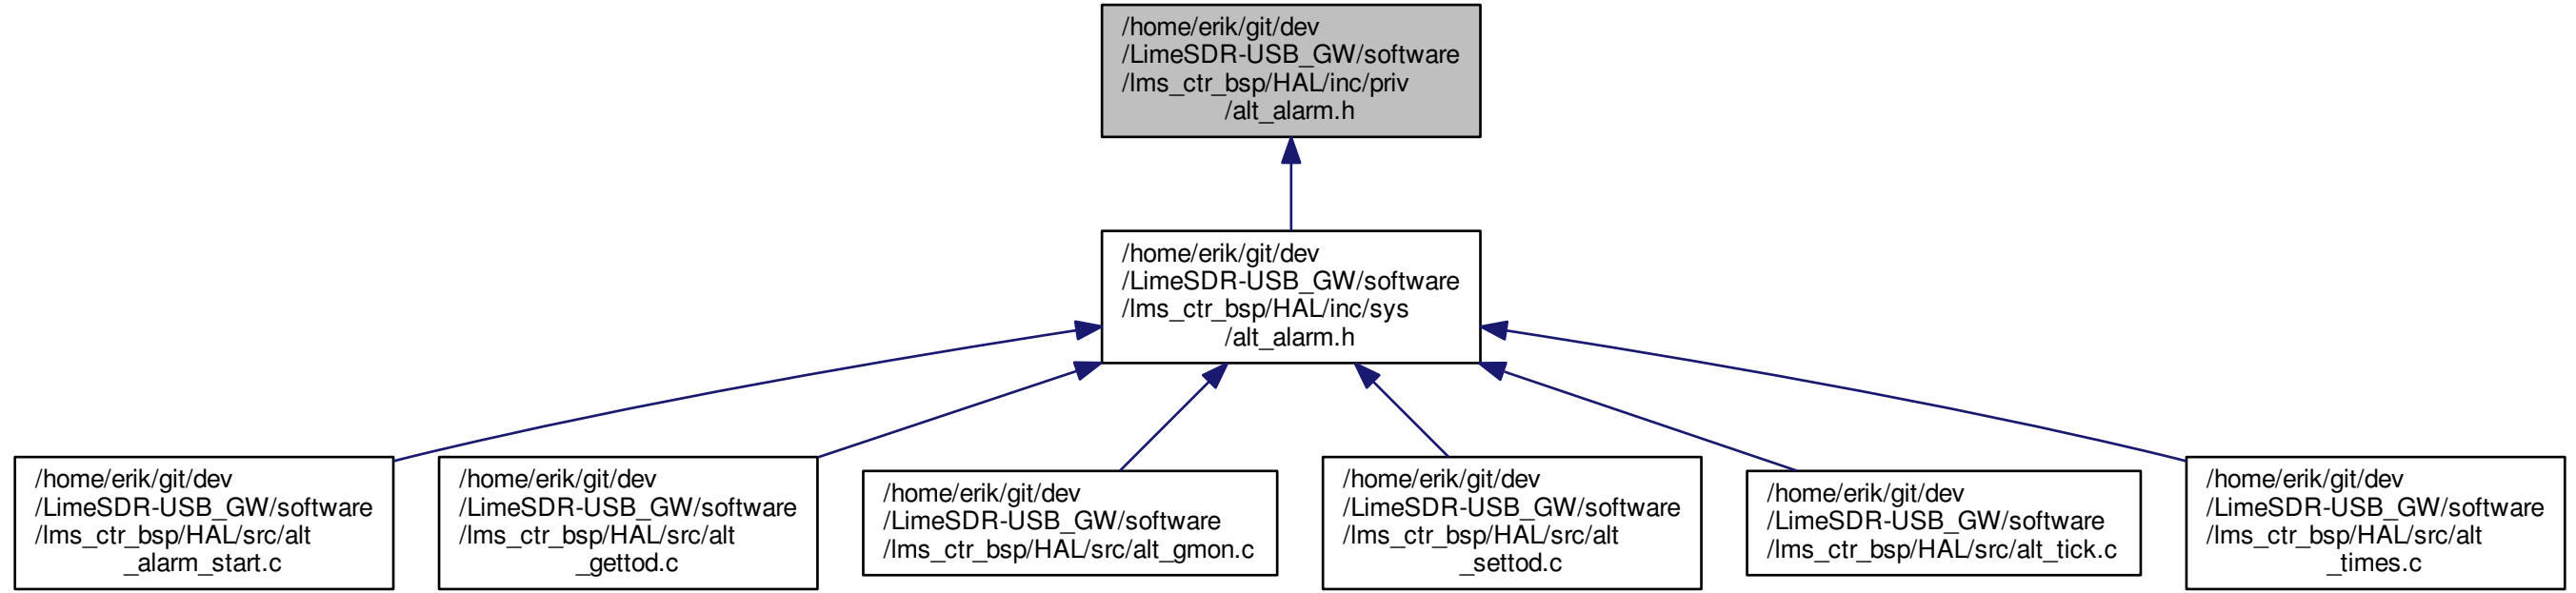 /home/erik/git/dev
/LimeSDR-USB_GW/software
/lms_ctr_bsp/HAL/inc/priv
/alt_alarm.h
/home/erik/git/dev
/LimeSDR-USB_GW/software
/lms_ctr_bsp/HAL/inc/sys
/alt_alarm.h
/home/erik/git/dev
/LimeSDR-USB_GW/software
/lms_ctr_bsp/HAL/src/alt
_alarm_start.c
/home/erik/git/dev
/LimeSDR-USB_GW/software
/lms_ctr_bsp/HAL/src/alt
_gettod.c
/home/erik/git/dev
/LimeSDR-USB_GW/software
/lms_ctr_bsp/HAL/src/alt_gmon.c
/home/erik/git/dev
/LimeSDR-USB_GW/software
/lms_ctr_bsp/HAL/src/alt
_settod.c
/home/erik/git/dev
/LimeSDR-USB_GW/software
/lms_ctr_bsp/HAL/src/alt_tick.c
/home/erik/git/dev
/LimeSDR-USB_GW/software
/lms_ctr_bsp/HAL/src/alt
_times.c